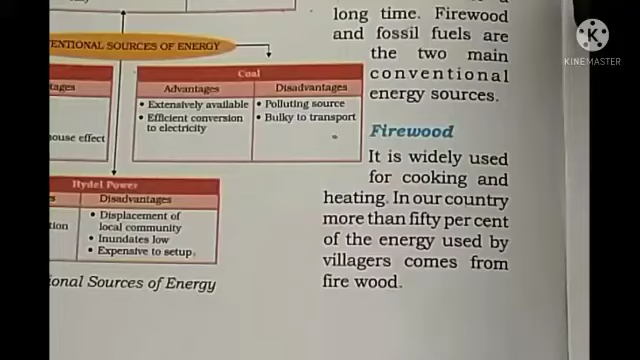 long time. Firewood
and fossil fuels are
the two main
conventional
energy sources.
Firewood
It is widely used
for cooking and
heating. In our country
more than fifty per cent
of the energy used by
villagers comes from
fire wood.
ENTIONAL SOURCES OF ENERGY
Coal
Advantages
Disadvantages
• Extensively available
• Efficient conversion
to electricity
• Polluting source
• Bulky to transport
tages
ouse effect
Hydel Power
Disadvantages
• Displacement of
local community
• Inundates low
• Expensive to setup.
tion
ional Sources of Energy
KINEMASTER